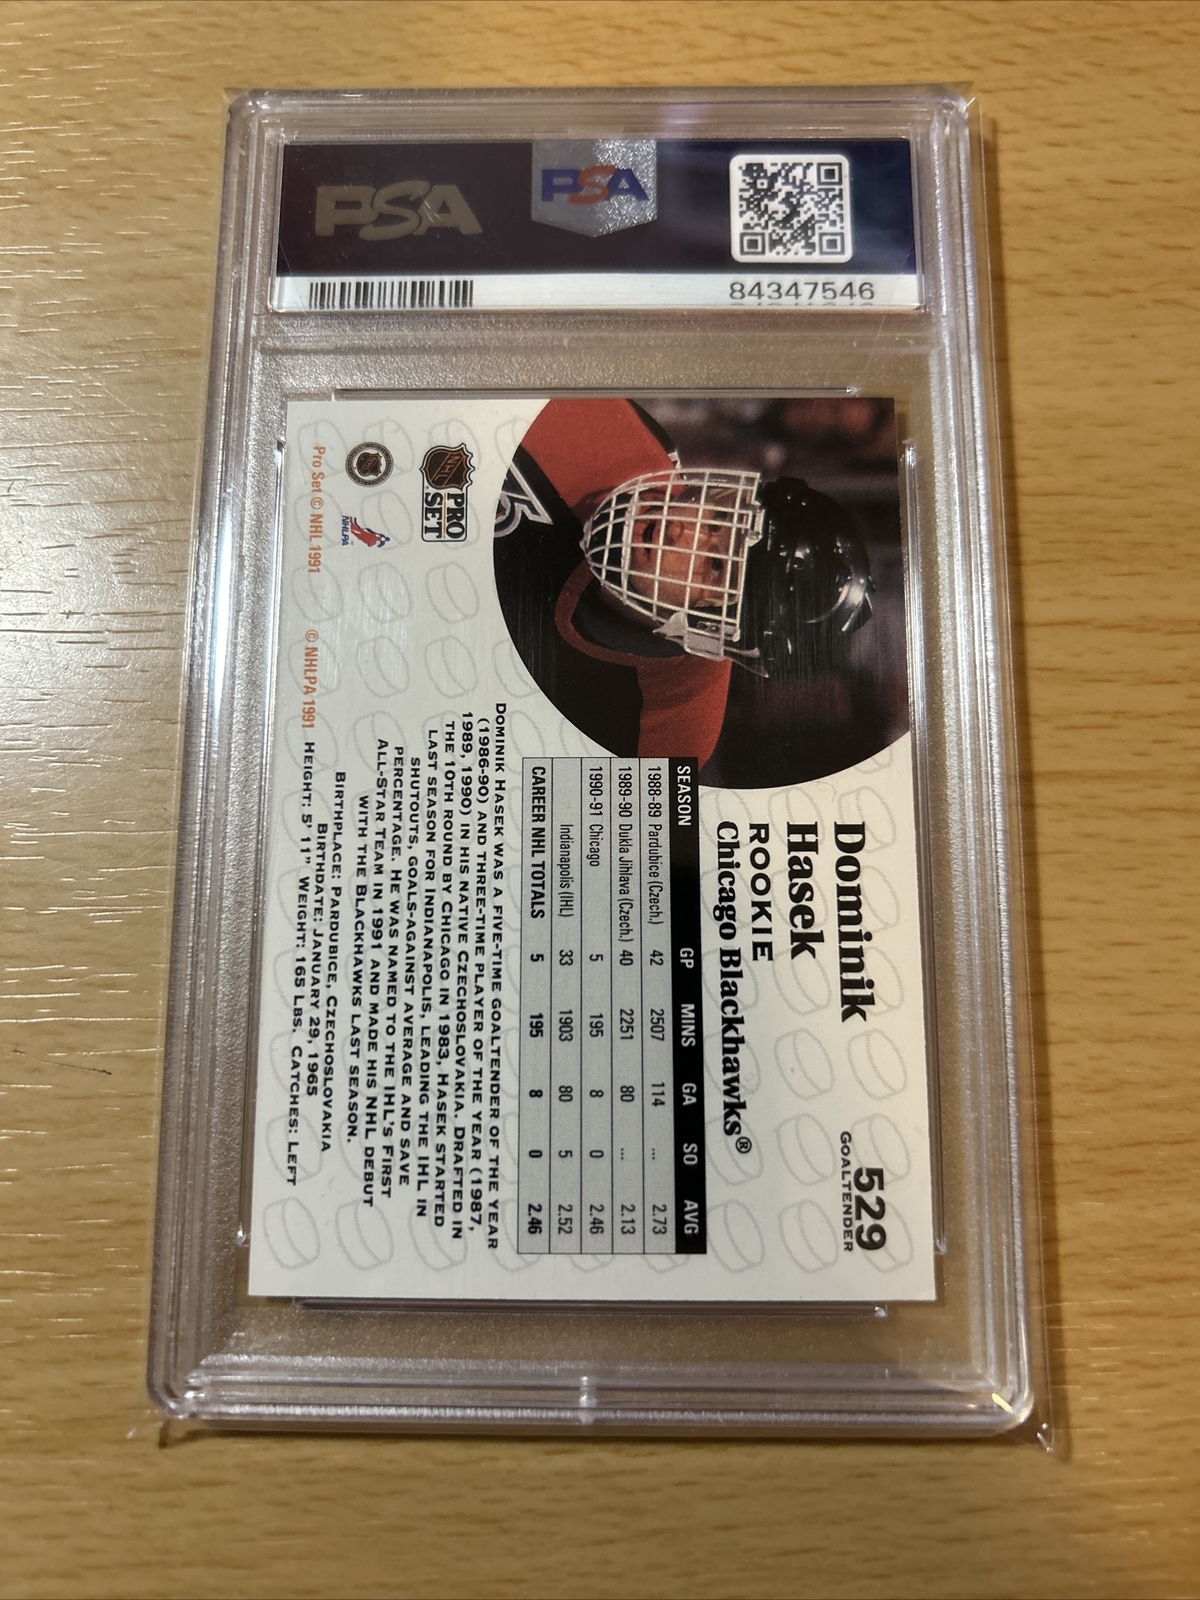 PSA
PSA
84347546
Dominik
Hasek
ROOKIE
Chicago Blackhawks®
529
GOALTENDER
SEASON GP MINS GA SO AVG
1988-89 Pardubice (Czech.) 42 2507 114 ... 2.73
1989-90 Dukla Jihlava (Czech.) 40 2251 80 ... 2.13
1990-91 Chicago 5 195 8 0 2.46
Indianapolis (IHL) 33 1903 80 5 2.52
CAREER NHL TOTALS 5 195 8 0 2.46
DOMINIK HASEK WAS A FIVE-TIME GOALTENDER OF THE YEAR
(1986-90) AND THREE-TIME PLAYER OF THE YEAR (1987,
1989, 1990) IN HIS NATIVE CZECHOSLOVAKIA. DRAFTED IN
THE 10TH ROUND BY CHICAGO IN 1983, HASEK STARTED
LAST SEASON FOR INDIANAPOLIS, LEADING THE IHL IN
SHUTOUTS, GOALS-AGAINST AVERAGE AND SAVE
PERCENTAGE. HE WAS NAMED TO THE IHL'S FIRST
ALL-STAR TEAM IN 1991 AND MADE HIS NHL DEBUT
WITH THE BLACKHAWKS LAST SEASON.
BIRTHPLACE: PARDUBICE, CZECHOSLOVAKIA
BIRTHDATE: JANUARY 29, 1965
HEIGHT: 5' 11" WEIGHT: 165 LBS. CATCHES: LEFT
NHL
PRO
SET
NHLPA
Pro Set © NHL 1991 © NHLPA 1991